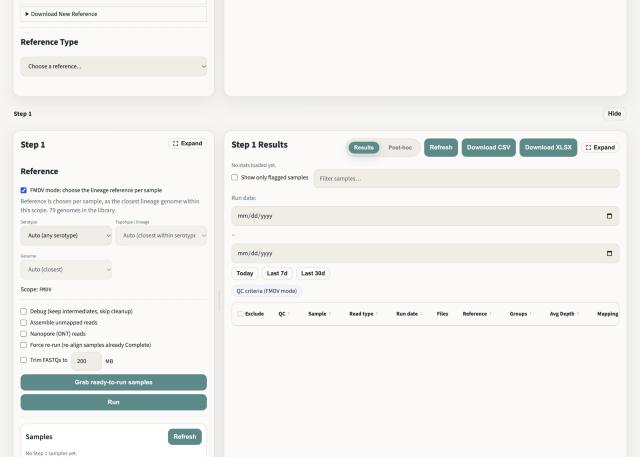 ▶ Download New Reference
Reference Type
Choose a reference...
Step 1
Hide
Step 1
Expand
Reference
FMDV mode: choose the lineage reference per sample
Reference is chosen per sample, as the closest lineage genome within
this scope. 79 genomes in the library.
Serotype
Topotype / lineage
Auto (any serotype)
Auto (closest within serotype
Genome
Auto (closest)
Scope: FMDV
Debug (keep intermediates, skip cleanup)
Assemble unmapped reads
Nanopore (ONT) reads
Force re-run (re-align samples already Complete)
Trim FASTQs to 200 MB
Grab ready-to-run samples
Run
Samples
Refresh
No Step 1 samples yet.
Step 1 Results
Results
Post-hoc
Refresh
Download CSV
Download XLSX
Expand
No stats loaded yet.
Show only flagged samples
Filter samples...
Run date:
mm/dd/yyyy
–
mm/dd/yyyy
Today
Last 7d
Last 30d
QC criteria (FMDV mode)
Exclude QC Sample Read type Run date Files Reference Groups Avg Depth Mapping